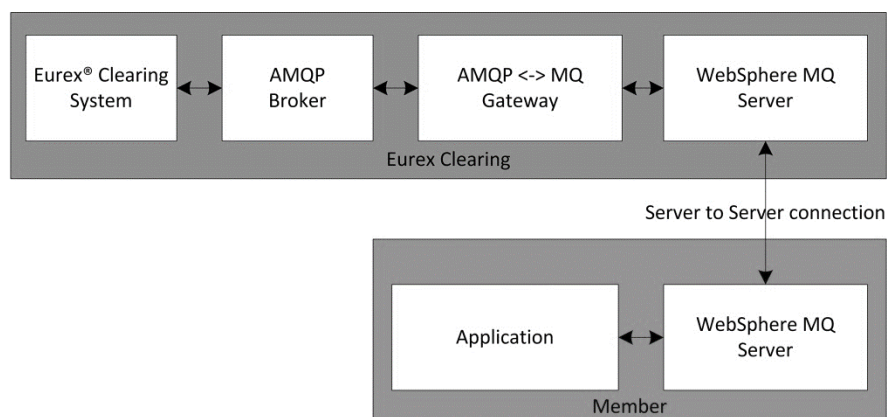 Eurex® Clearing
System
AMQP
Broker
AMQP <-> MQ
Gateway
WebSphere MQ
Server
Eurex Clearing
Server to Server connection
Application
WebSphere MQ
Server
Member